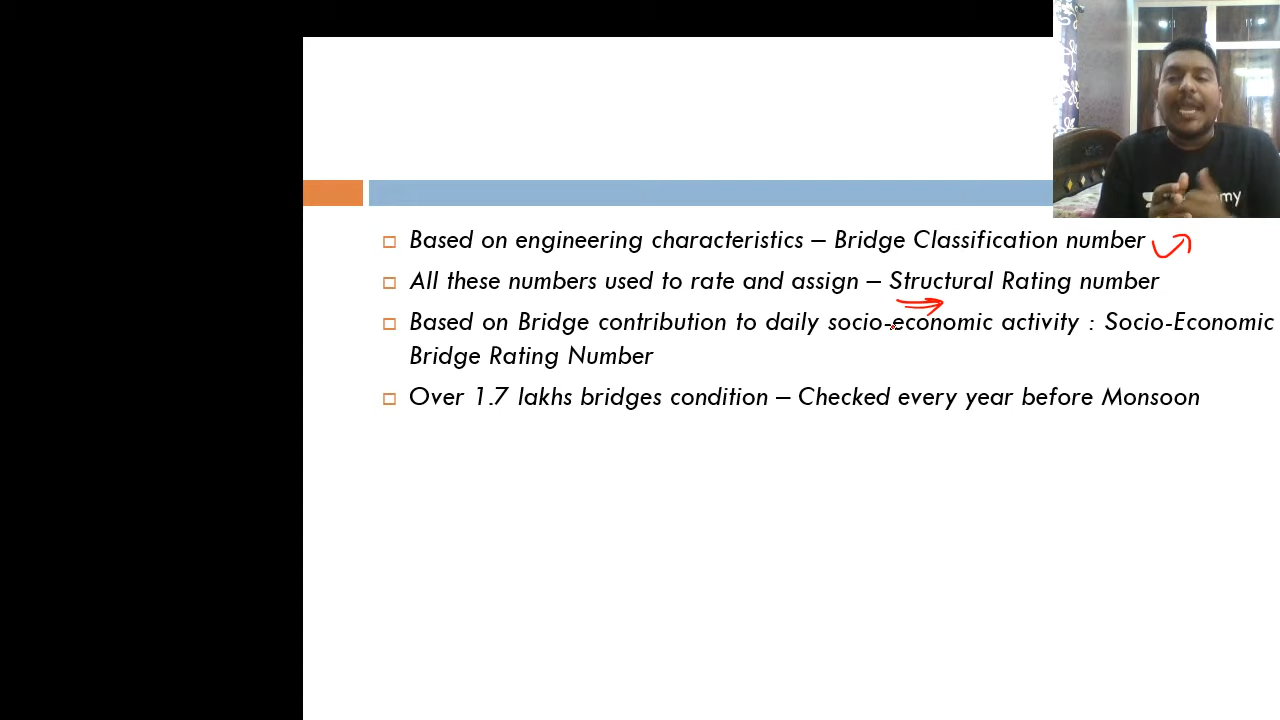 Based on engineering characteristics – Bridge Classification number
All these numbers used to rate and assign – Structural Rating number
Based on Bridge contribution to daily socio-economic activity : Socio-Economic
Bridge Rating Number
Over 1.7 lakhs bridges condition – Checked every year before Monsoon